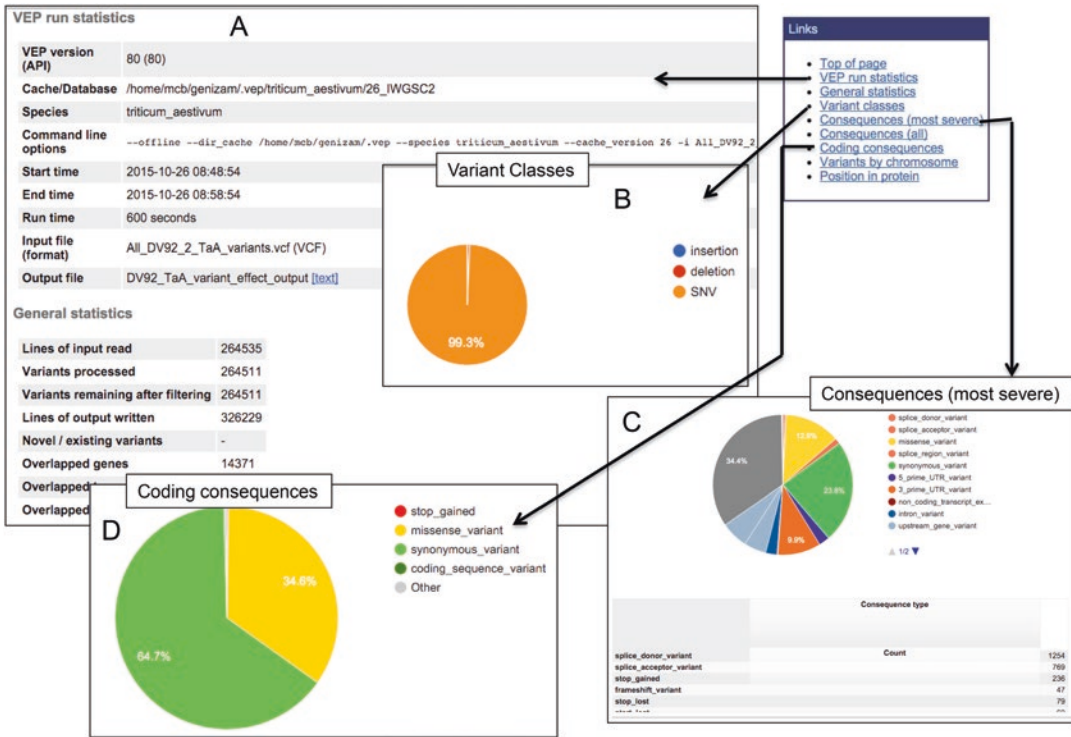 VEP run statistics
A
VEP version (API) 80 (80)
Cache/Database /home/mcb/genizam/.vep/triticum_aestivum/26_IWGSC2
Species triticum_aestivum
Command line options --offline --dir_cache /home/mcb/genizam/.vep --species triticum_aestivum --cache_version 26 -i All_DV92_2
Start time 2015-10-26 08:48:54
End time 2015-10-26 08:58:54
Run time 600 seconds
Input file (format) All_DV92_2_TaA_variants.vcf (VCF)
Output file DV92_TaA_variant_effect_output [text]
General statistics
Lines of input read 264535
Variants processed 264511
Variants remaining after filtering 264511
Lines of output written 326229
Novel / existing variants -
Overlapped genes 14371
Overlapped
Overlapped
Links
• Top of page
• VEP run statistics
• General statistics
• Variant classes
• Consequences (most severe)
• Consequences (all)
• Coding consequences
• Variants by chromosome
• Position in protein
Variant Classes
B
insertion
deletion
SNV
99.3%
Consequences (most severe)
C
splice_donor_variant
splice_acceptor_variant
missense_variant
splice_region_variant
synonymous_variant
5_prime_UTR_variant
3_prime_UTR_variant
non_coding_transcript_ex...
intron_variant
upstream_gene_variant
1/2
34.4%
23.8%
9.9%
Consequence type
Count
splice_donor_variant 1254
splice_acceptor_variant 769
stop_gained 236
frameshift_variant 47
stop_lost 79
Coding consequences
D
stop_gained
missense_variant
synonymous_variant
coding_sequence_variant
Other
34.6%
64.7%